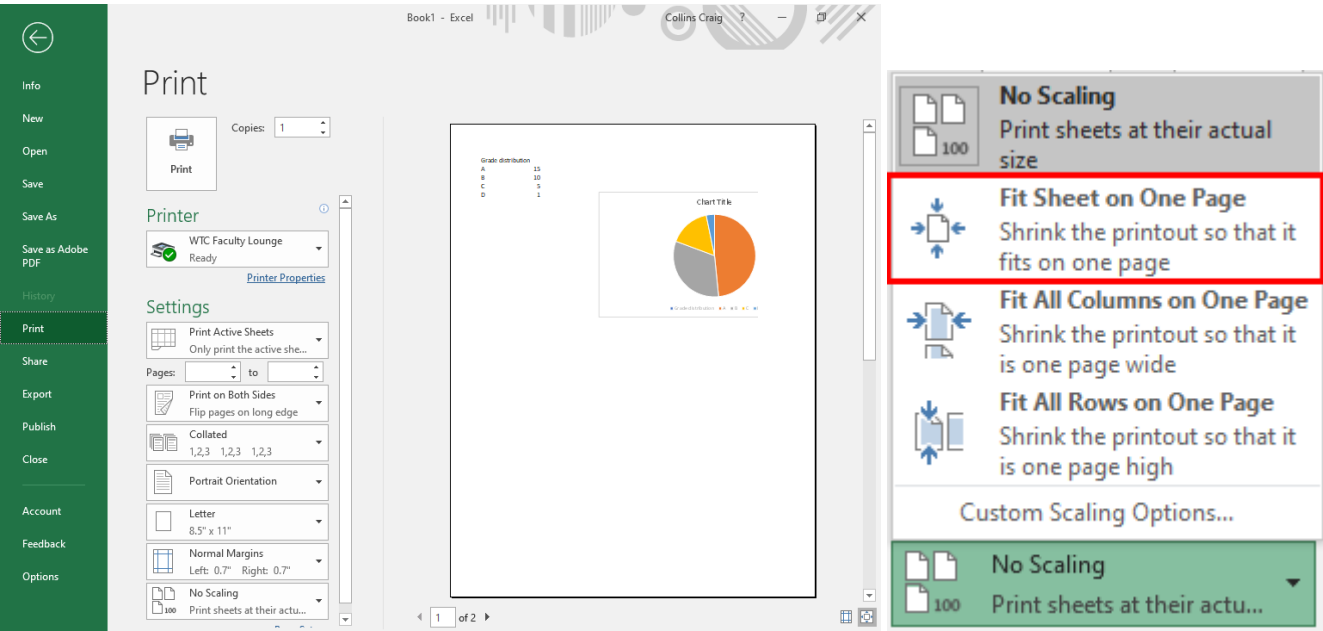 Book1 - Excel
Collins Craig ?
Info
New
Open
Save
Save As
Save as Adobe
PDF
History
Print
Share
Export
Publish
Close
Account
Feedback
Options
Print
Print
Copies: 1
Printer
WTC Faculty Lounge
Ready
Printer Properties
Settings
Print Active Sheets
Only print the active she...
Pages: to
Print on Both Sides
Flip pages on long edge
Collated
1,2,3 1,2,3 1,2,3
Portrait Orientation
Letter
8.5" x 11"
Normal Margins
Left: 0.7" Right: 0.7"
No Scaling
100 Print sheets at their actu...
Grade distribution
A 15
B 10
C 5
D 1
Chart Title
1 of 2
No Scaling
Print sheets at their actual
100 size
Fit Sheet on One Page
Shrink the printout so that it
fits on one page
Fit All Columns on One Page
Shrink the printout so that it
is one page wide
Fit All Rows on One Page
Shrink the printout so that it
is one page high
Custom Scaling Options...
No Scaling
100 Print sheets at their actu...